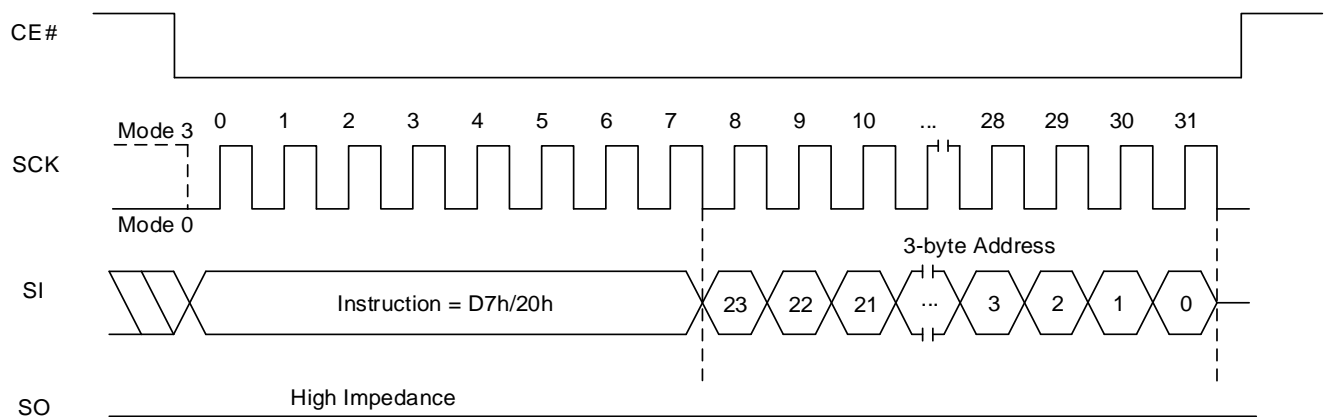 CE#
Mode 3
0 1 2 3 4 5 6 7 8 9 10 ... 28 29 30 31
SCK
Mode 0
3-byte Address
SI
Instruction = D7h/20h
23 22 21 ... 3 2 1 0
High Impedance
SO